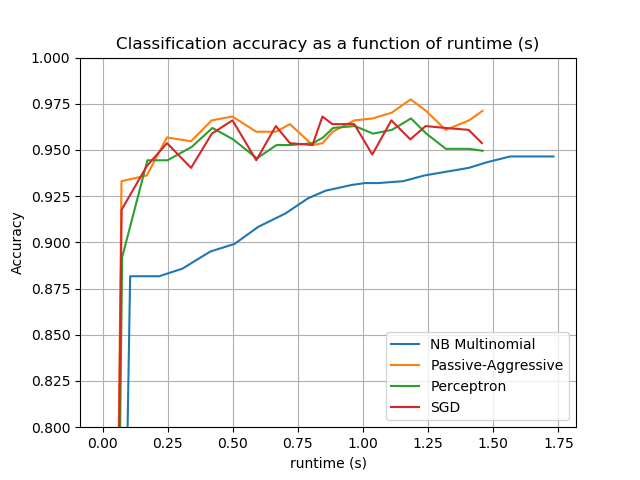 Classification accuracy as a function of runtime (s)
1.000
0.975
0.950
0.925
0.900
0.875
0.850
0.825
0.800
Accuracy
NB Multinomial
Passive-Aggressive
Perceptron
SGD
0.00 0.25 0.50 0.75 1.00 1.25 1.50 1.75
runtime (s)